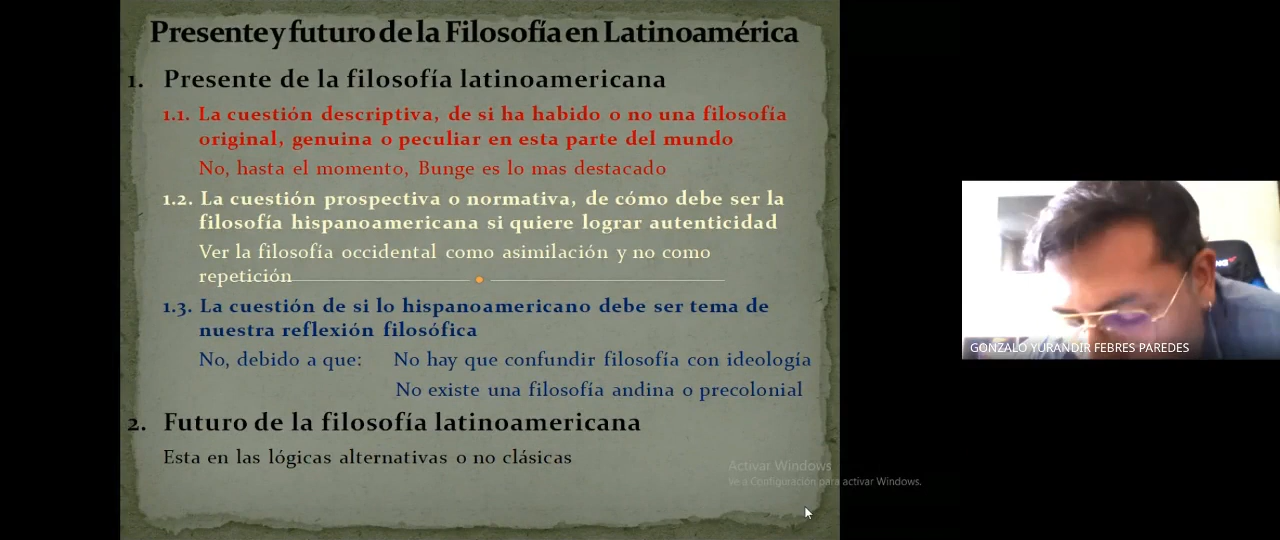 Presente y futuro de la Filosofía en Latinoamérica
1. Presente de la filosofía latinoamericana
1.1. La cuestión descriptiva, de si ha habido o no una filosofía
original, genuina o peculiar en esta parte del mundo
No, hasta el momento, Bunge es lo mas destacado
1.2. La cuestión prospectiva o normativa, de cómo debe ser la
filosofía hispanoamericana si quiere lograr autenticidad
Ver la filosofía occidental como asimilación y no como
repetición
1.3. La cuestión de si lo hispanoamericano debe ser tema de
nuestra reflexión filosófica
No, debido a que: No hay que confundir filosofía con ideología
No existe una filosofía andina o precolonial
2. Futuro de la filosofía latinoamericana
Esta en las lógicas alternativas o no clásicas
Activar Windows
Ve a Configuración para activar Windows.
GONZALO YURANDIR FEBRES PAREDES